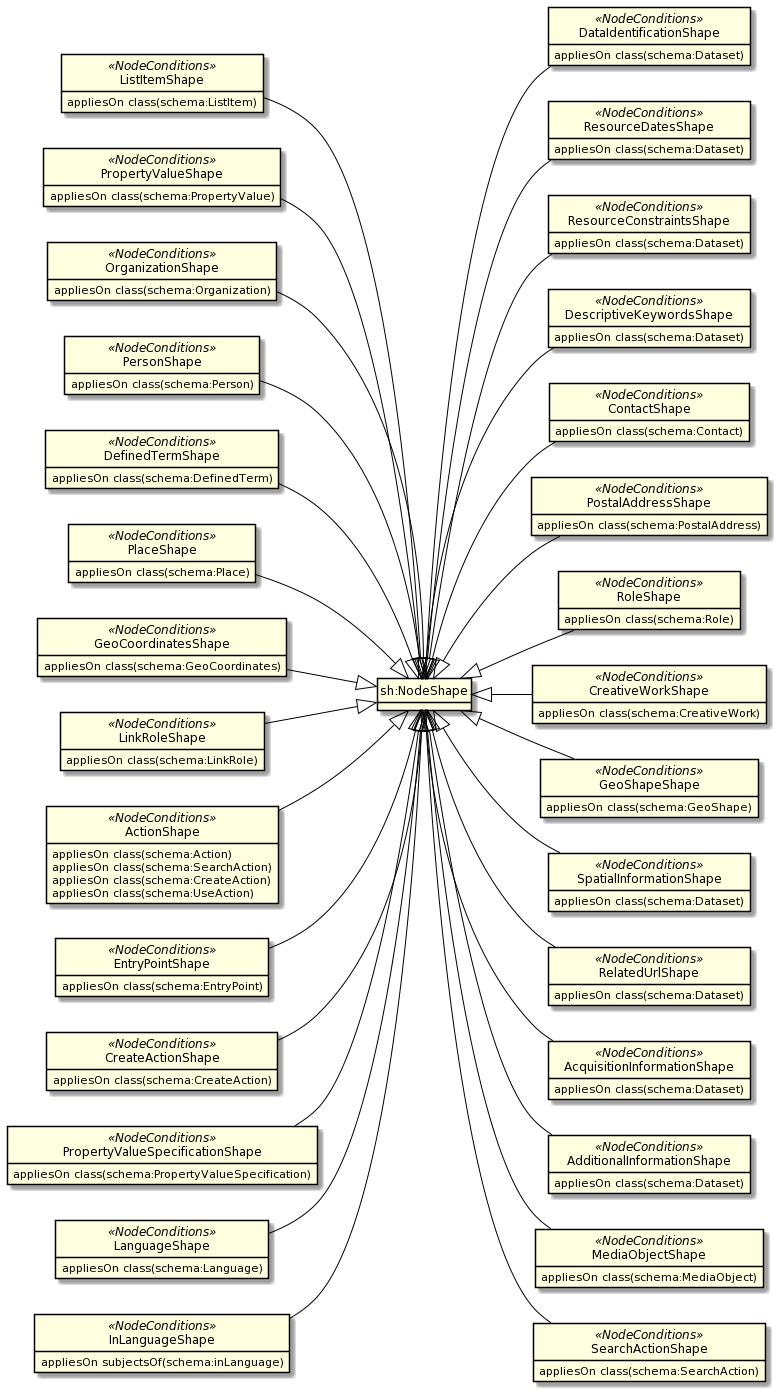 «NodeConditions»
ListItemShape
appliesOn class(schema:ListItem)
«NodeConditions»
PropertyValueShape
appliesOn class(schema:PropertyValue)
«NodeConditions»
OrganizationShape
appliesOn class(schema:Organization)
«NodeConditions»
PersonShape
appliesOn class(schema:Person)
«NodeConditions»
DefinedTermShape
appliesOn class(schema:DefinedTerm)
«NodeConditions»
PlaceShape
appliesOn class(schema:Place)
«NodeConditions»
GeoCoordinatesShape
appliesOn class(schema:GeoCoordinates)
«NodeConditions»
LinkRoleShape
appliesOn class(schema:LinkRole)
«NodeConditions»
ActionShape
appliesOn class(schema:Action)
appliesOn class(schema:SearchAction)
appliesOn class(schema:CreateAction)
appliesOn class(schema:UseAction)
«NodeConditions»
EntryPointShape
appliesOn class(schema:EntryPoint)
«NodeConditions»
CreateActionShape
appliesOn class(schema:CreateAction)
«NodeConditions»
PropertyValueSpecificationShape
appliesOn class(schema:PropertyValueSpecification)
«NodeConditions»
LanguageShape
appliesOn class(schema:Language)
«NodeConditions»
InLanguageShape
appliesOn subjectsOf(schema:inLanguage)
sh:NodeShape
«NodeConditions»
DataIdentificationShape
appliesOn class(schema:Dataset)
«NodeConditions»
ResourceDatesShape
appliesOn class(schema:Dataset)
«NodeConditions»
ResourceConstraintsShape
appliesOn class(schema:Dataset)
«NodeConditions»
DescriptiveKeywordsShape
appliesOn class(schema:Dataset)
«NodeConditions»
ContactShape
appliesOn class(schema:Contact)
«NodeConditions»
PostalAddressShape
appliesOn class(schema:PostalAddress)
«NodeConditions»
RoleShape
appliesOn class(schema:Role)
«NodeConditions»
CreativeWorkShape
appliesOn class(schema:CreativeWork)
«NodeConditions»
GeoShapeShape
appliesOn class(schema:GeoShape)
«NodeConditions»
SpatialInformationShape
appliesOn class(schema:Dataset)
«NodeConditions»
RelatedUrlShape
appliesOn class(schema:Dataset)
«NodeConditions»
AcquisitionInformationShape
appliesOn class(schema:Dataset)
«NodeConditions»
AdditionalInformationShape
appliesOn class(schema:Dataset)
«NodeConditions»
MediaObjectShape
appliesOn class(schema:MediaObject)
«NodeConditions»
SearchActionShape
appliesOn class(schema:SearchAction)